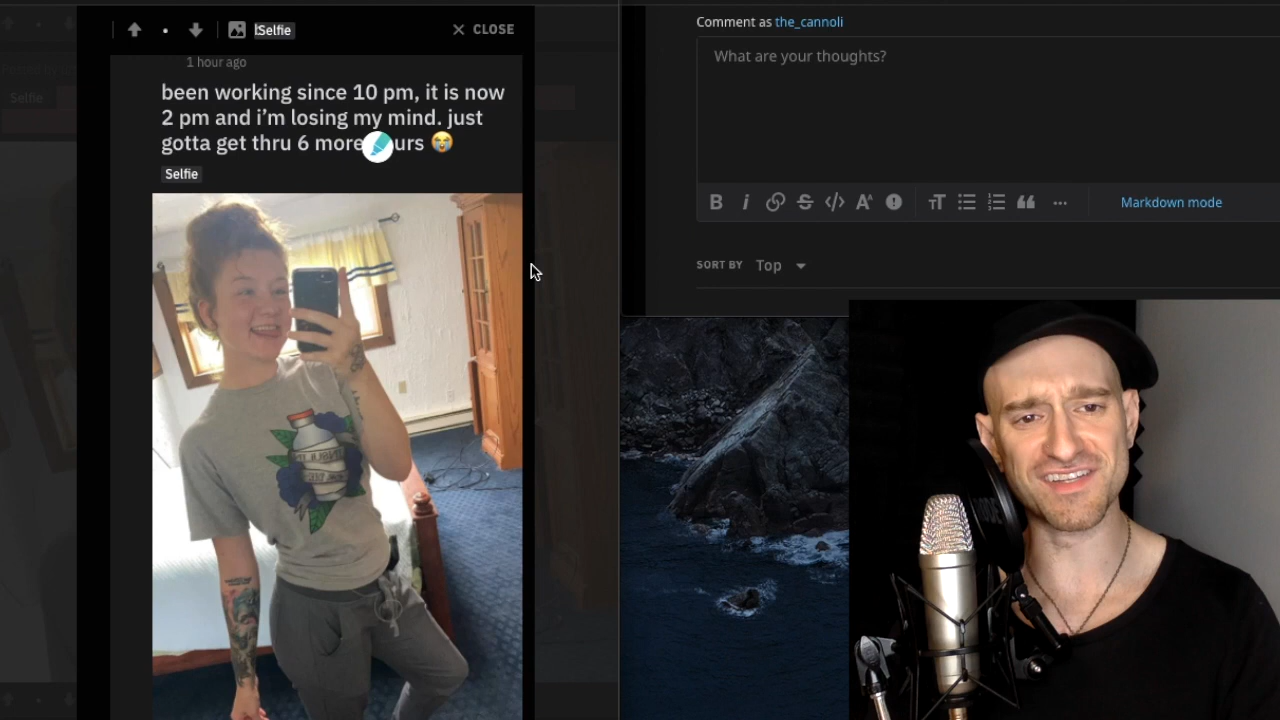 Selfie
CLOSE
1 hour ago
been working since 10 pm, it is now
2 pm and i’m losing my mind. just
gotta get thru 6 more urs 😭
Selfie
Comment as the_cannoli
What are your thoughts?
Markdown mode
SORT BY Top